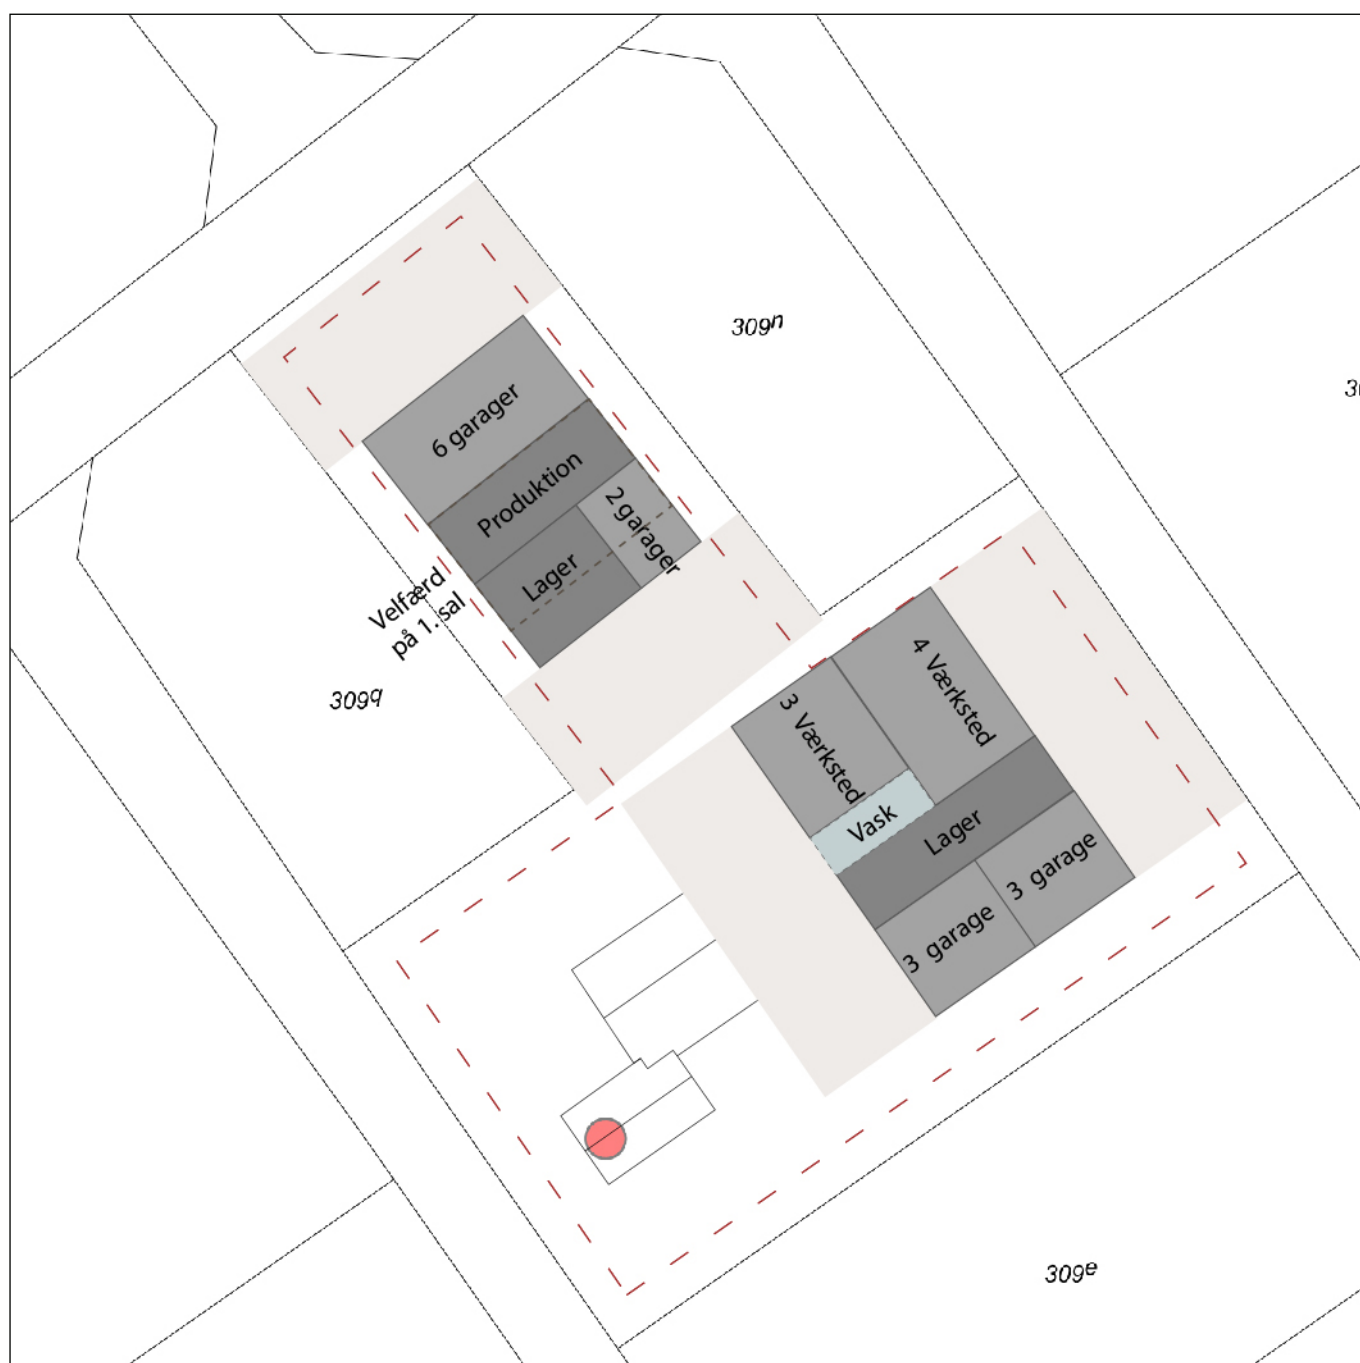 309n
6 garager
Produktion
2 garager
Lager
Velfærd
på 1. sal
309q
4 Værksted
3 Værksted
Vask
Lager
3 garage
3 garage
309e